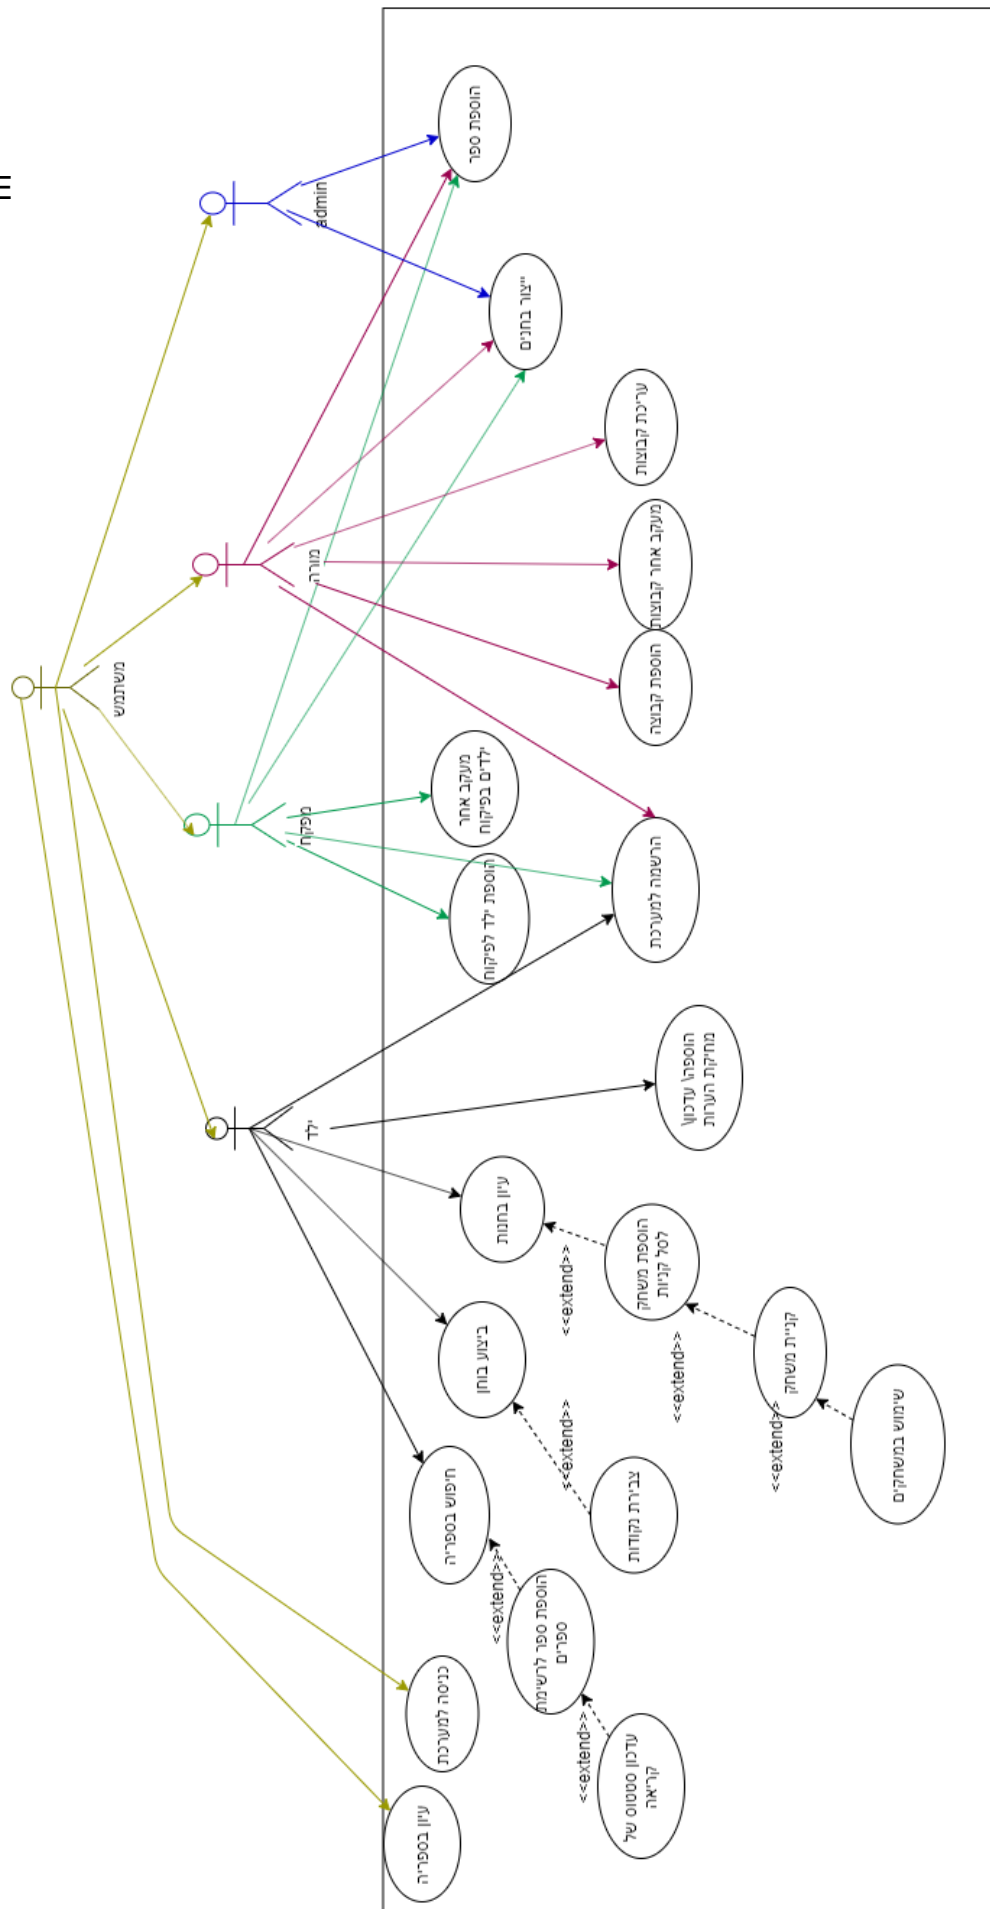 משתמש
admin
מורה
מפקח
ילד
הוספת ספר
ייצור בחנים
עריכת קבוצות
מעקב אחר קבוצות
הוספת קבוצה
מעקב אחר
ילדים בפיקוח
הוספת ילד לפיקוח
הרשמה למערכת
הוספה\ עדכון\
מחיקת הערות
עיון בחנות
<<extend>>
הוספת משחק
לסל קניות
<<extend>>
קניית משחק
<<extend>>
שימוש במשחקים
ביצוע בוחן
<<extend>>
צבירת נקודות
חיפוש בספריה
<<extend>>
הוספת ספר לרשימת
ספרים
<<extend>>
עדכון סטטוס של
קריאה
כניסה למערכת
עיון בספריה